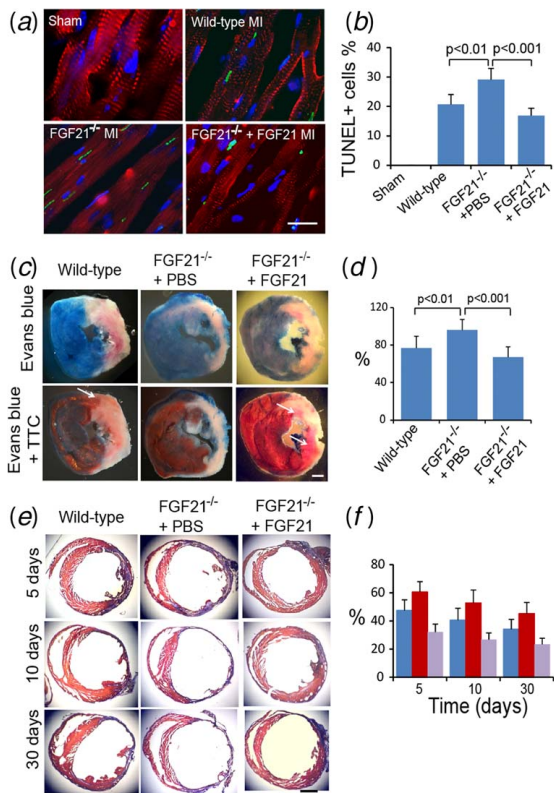 (a)
Sham
Wild-type MI
FGF21-/- MI
FGF21-/- + FGF21 MI
(b)
TUNEL+ cells %
40
30
20
10
0
p<0.01
p<0.001
Sham
Wild-type
FGF21-/-
+PBS
FGF21-/-
+ FGF21
(c)
Wild-type
FGF21-/-
+ PBS
FGF21-/-
+ FGF21
Evans blue
Evans blue
+ TTC
(d)
%
120
80
40
0
p<0.01
p<0.001
Wild-type
FGF21-/-
+ PBS
FGF21-/-
+ FGF21
(e)
Wild-type
FGF21-/-
+ PBS
FGF21-/-
+ FGF21
5 days
10 days
30 days
(f)
%
80
60
40
20
0
5
10
30
Time (days)